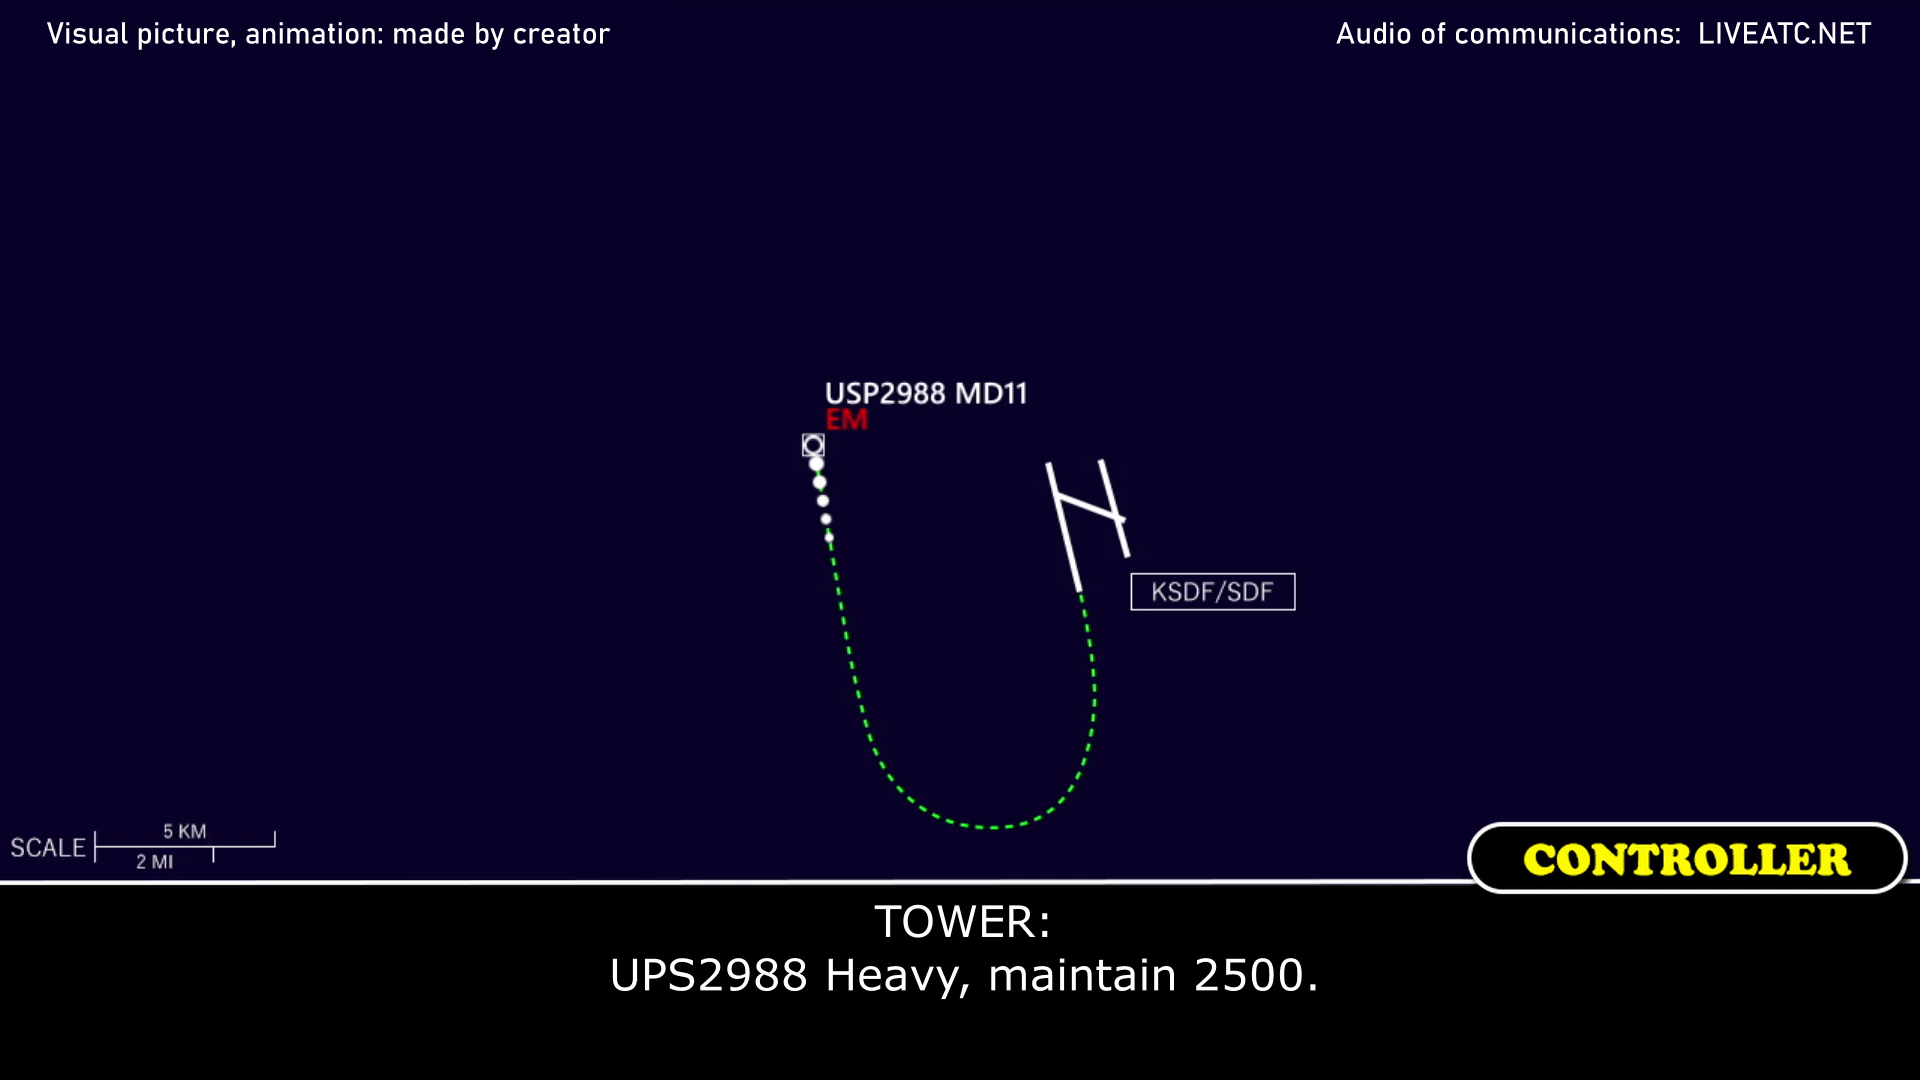 Visual picture, animation: made by creator
Audio of communications: LIVEATC.NET
USP2988 MD11
EM
KSDF/SDF
SCALE
5 KM
2 MI
CONTROLLER
TOWER:
UPS2988 Heavy, maintain 2500.